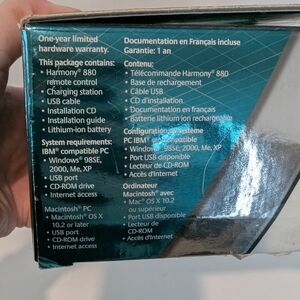 One-year limited
hardware warranty.
This package contains:
• Harmony® 880
remote control
• Charging station
• USB cable
• Installation CD
• Installation guide
• Lithium-ion battery
System requirements:
IBM® compatible
PC
• Windows® 98SE,
2000, Me, XP
• USB port
• CD-ROM drive
• Internet access
Macintosh® PC
• Macintosh® OS X
10.2 or later
• USB port
• CD-ROM drive
• Internet access
Documentation en Français incluse
Garantie: 1 an
Contenu:
• Télécommande Harmony® 880
• Base de rechargement
• Câble USB
• CD d'installation
• Documentation en français
• Batterie lithium ion rechargeable
Configuration du système
PC IBM® compatible
• Windows® 98SE, 2000, Me, XP
• Port USB disponible
• Lecteur de
CD-ROM
• Accès d'Internet
Ordinateur
Macintosh® avec
• Mac® OS X 10.2
ou supérieur
• Port USB disponible
• Lecteur de
CD-ROM
• Accès d'Internet